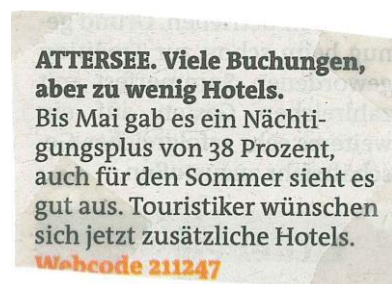 ATTERSEE. Viele Buchungen,
aber zu wenig Hotels.
Bis Mai gab es ein Nächti-
gungsplus von 38 Prozent,
auch für den Sommer sieht es
gut aus. Touristiker wünschen
sich jetzt zusätzliche Hotels.
Webcode 211247